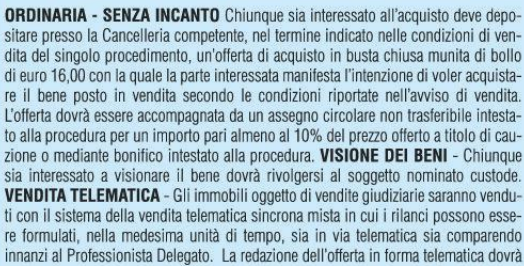 ORDINARIA - SENZA INCANTO Chiunque sia interessato all'acquisto deve depo-
sitare presso la Cancelleria competente, nel termine indicato nelle condizioni di ven-
dita del singolo procedimento, un'offerta di acquisto in busta chiusa munita di bollo
di euro 16,00 con la quale la parte interessata manifesta l'intenzione di voler acquista-
re il bene posto in vendita secondo le condizioni riportate nell'avviso di vendita.
L'offerta dovrà essere accompagnata da un assegno circolare non trasferibile intesta-
to alla procedura per un importo pari almeno al 10% del prezzo offerto a titolo di cau-
zione o mediante bonifico intestato alla procedura. VISIONE DEI BENI - Chiunque
sia interessato a visionare il bene dovrà rivolgersi al soggetto nominato custode.
VENDITA TELEMATICA - Gli immobili oggetto di vendite giudiziarie saranno vendu-
ti con il sistema della vendita telematica sincrona mista in cui i rilanci possono esse-
re formulati, nella medesima unità di tempo, sia in via telematica sia comparendo
innanzi al Professionista Delegato. La redazione dell'offerta in forma telematica dovrà